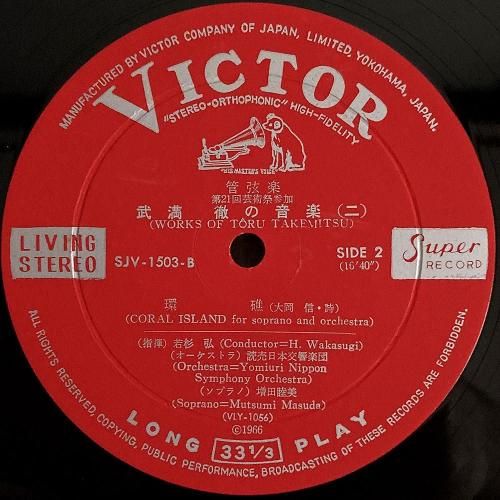 MANUFACTURED BY VICTOR COMPANY OF JAPAN, LIMITED, YOKOHAMA, JAPAN.
VICTOR
"STEREO-ORTHOPHONIC" HIGH-FIDELITY
"HIS MASTER'S VOICE"
管弦楽
第21回芸術祭参加
武満 徹の音楽(二)
(WORKS OF TŌRU TAKEMITSU)
LIVING
STEREO
SJV-1503-B
SIDE 2
(16'40")
Super
RECORD
環 礁 (大岡 信・詩)
(CORAL ISLAND for soprano and orchestra)
(指揮) 若杉 弘 (Conductor=H. Wakasugi)
(オーケストラ) 読売日本交響楽団
(Orchestra=Yomiuri Nippon
Symphony Orchestra)
(ソプラノ) 増田睦美
(Soprano=Mutsumi Masuda)
(VLY-1056)
©1966
LONG 33 1/3 PLAY
ALL RIGHTS RESERVED, COPYING, PUBLIC PERFORMANCE, BROADCASTING OF THESE RECORDS ARE FORBIDDEN.